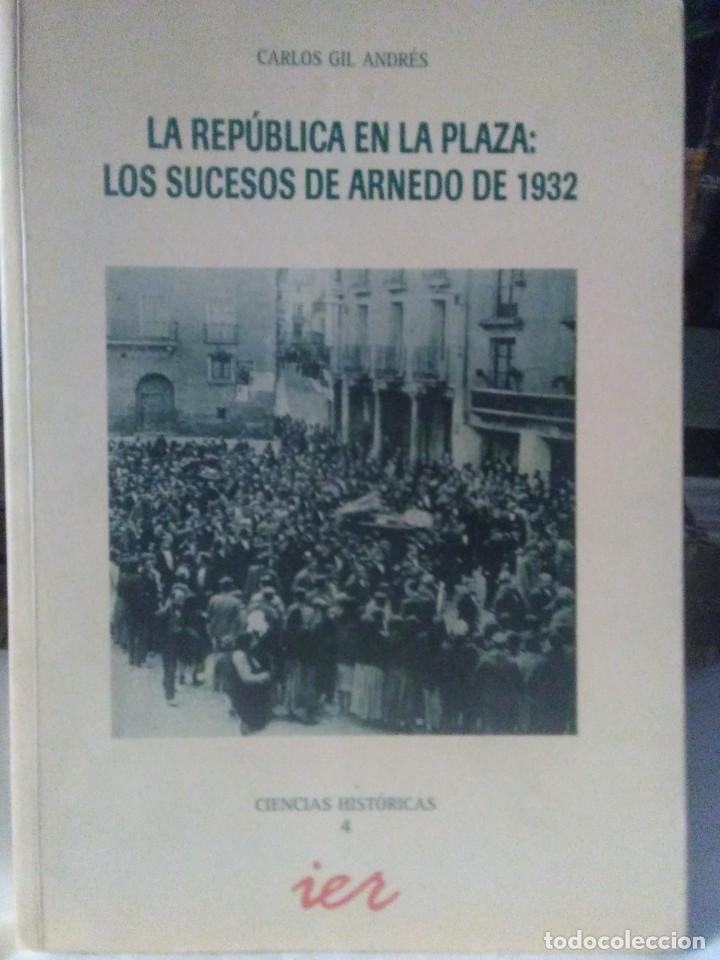 CARLOS GIL ANDRÉS
LA REPÚBLICA EN LA PLAZA:
LOS SUCESOS DE ARNEDO DE 1932
CIENCIAS HISTÓRICAS
4
ier
todocoleccion